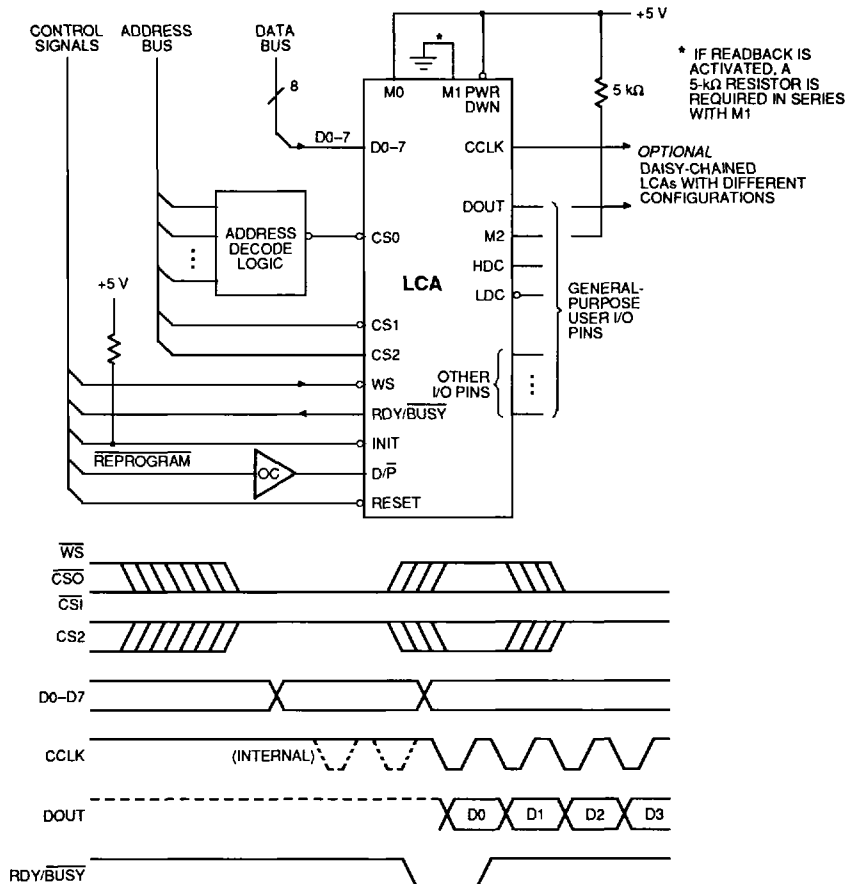 CONTROL SIGNALS
ADDRESS BUS
DATA BUS
+5 V
*
* IF READBACK IS
ACTIVATED, A
5-kΩ RESISTOR IS
REQUIRED IN SERIES
WITH M1
8
M0
M1
PWR
DWN
5 kΩ
D0-7
D0-7
CCLK
OPTIONAL
DAISY-CHAINED
LCAs WITH DIFFERENT
CONFIGURATIONS
DOUT
ADDRESS
DECODE
LOGIC
CS0
M2
LCA
HDC
LDC
GENERAL-
PURPOSE
USER I/O
PINS
+5 V
CS1
CS2
OTHER
I/O PINS
WS
RDY/BUSY
INIT
REPROGRAM
OC
D/P
RESET
WS
CSO
CSI
CS2
D0-D7
CCLK
(INTERNAL)
DOUT
D0
D1
D2
D3
RDY/BUSY